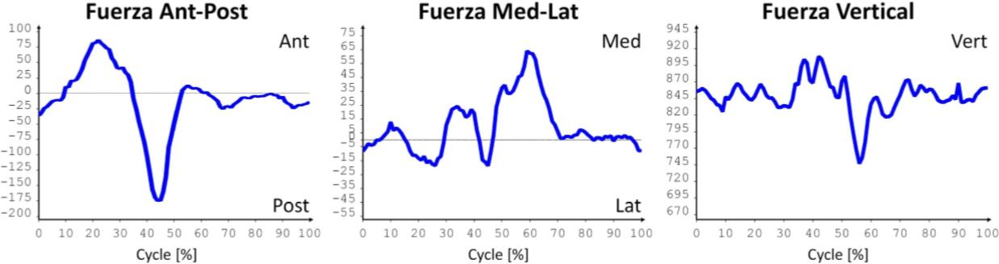 Fuerza Ant-Post
100
75
50
25
0
−25
−50
−75
−100
−125
−150
−175
−200
Ant
Post
0 10 20 30 40 50 60 70 80 90 100
Cycle [%]
Fuerza Med-Lat
75
65
55
45
35
25
15
5
−5
−15
−25
−35
−45
−55
Med
Lat
0 10 20 30 40 50 60 70 80 90 100
Cycle [%]
Fuerza Vertical
945
920
895
870
845
820
795
770
745
720
695
670
Vert
0 10 20 30 40 50 60 70 80 90 100
Cycle [%]